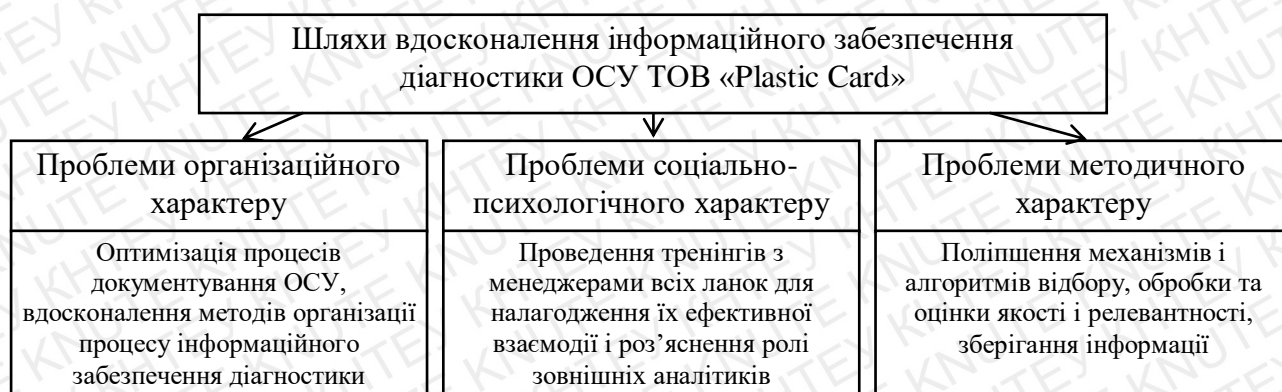 Шляхи вдосконалення інформаційного забезпечення
діагностики ОСУ ТОВ «Plastic Card»
Проблеми організаційного
характеру
Оптимізація процесів
документування ОСУ,
вдосконалення методів організації
процесу інформаційного
забезпечення діагностики
Проблеми соціально-
психологічного характеру
Проведення тренінгів з
менеджерами всіх ланок для
налагодження їх ефективної
взаємодії і роз’яснення ролі
зовнішніх аналітиків
Проблеми методичного
характеру
Поліпшення механізмів і
алгоритмів відбору, обробки та
оцінки якості і релевантності,
зберігання інформації